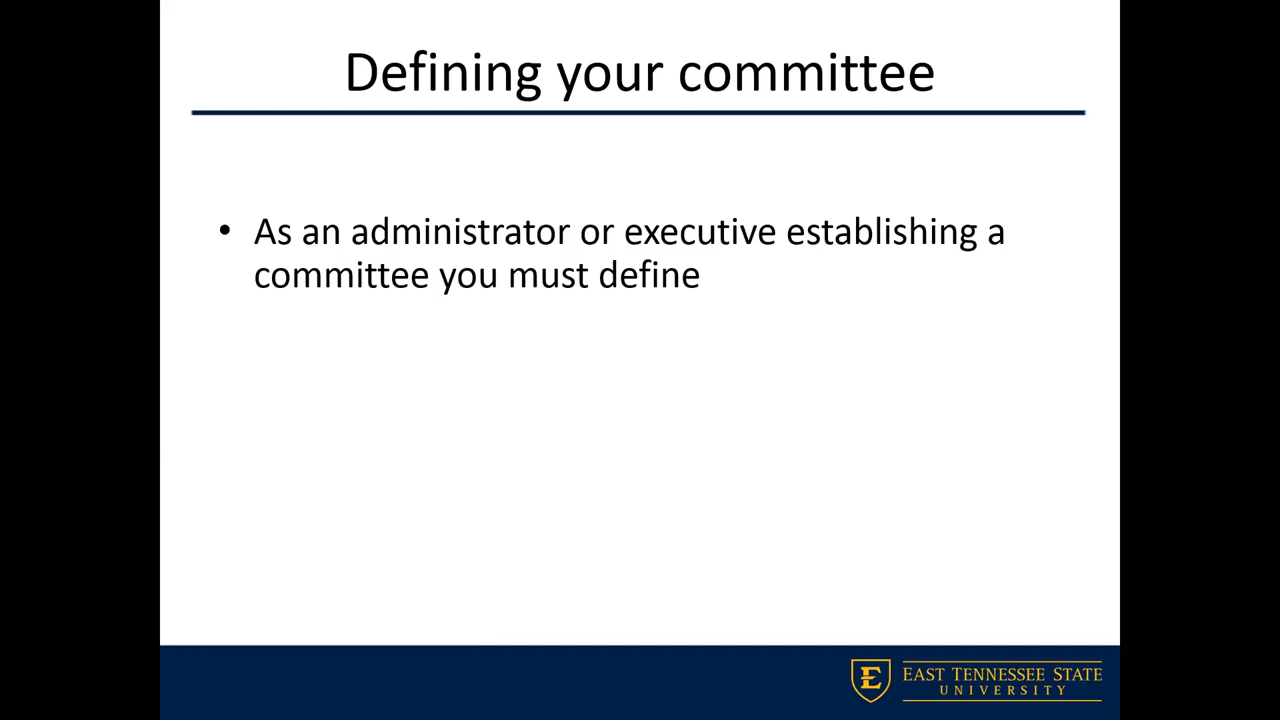 Defining your committee
• As an administrator or executive establishing a
committee you must define
E
EAST TENNESSEE STATE
UNIVERSITY